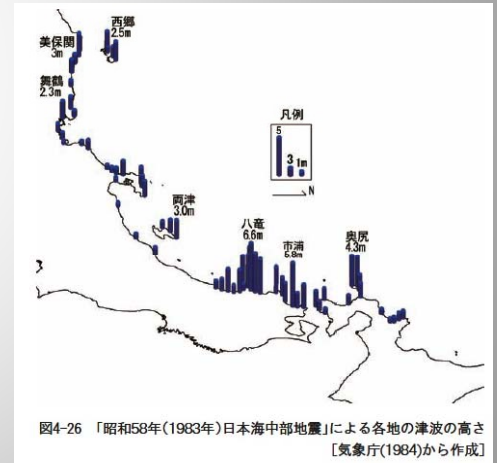 西郷
2.5m
美保関
3m
舞鶴
2.3m
凡例
5
3
1m
N
両津
3.0m
八竜
6.6m
市浦
5.8m
奥尻
4.3m
図4-26 「昭和58年(1983年)日本海中部地震」による各地の津波の高さ
[気象庁(1984)から作成]